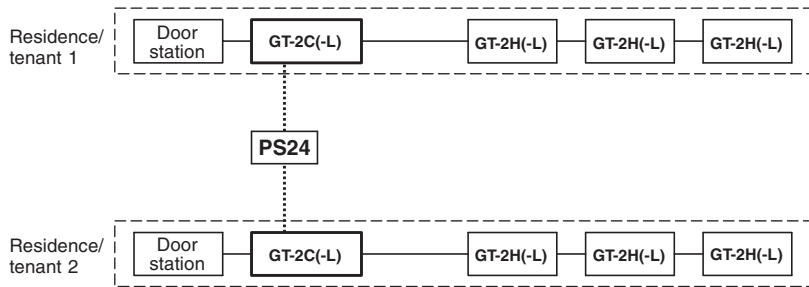 Residence/
tenant 1
Door
station
GT-2C(-L)
GT-2H(-L)
GT-2H(-L)
GT-2H(-L)
PS24
Residence/
tenant 2
Door
station
GT-2C(-L)
GT-2H(-L)
GT-2H(-L)
GT-2H(-L)